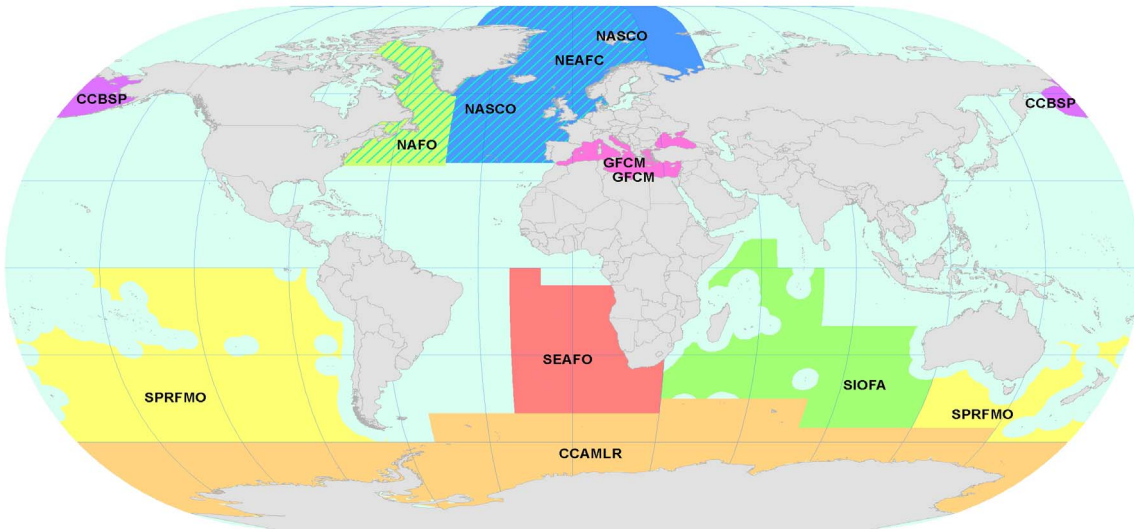 NASCO
NEAFC
CCBSP
CCBSP
NASCO
NAFO
GFCM
GFCM
SEAFO
SIOFA
SPRFMO
SPRFMO
CCAMLR